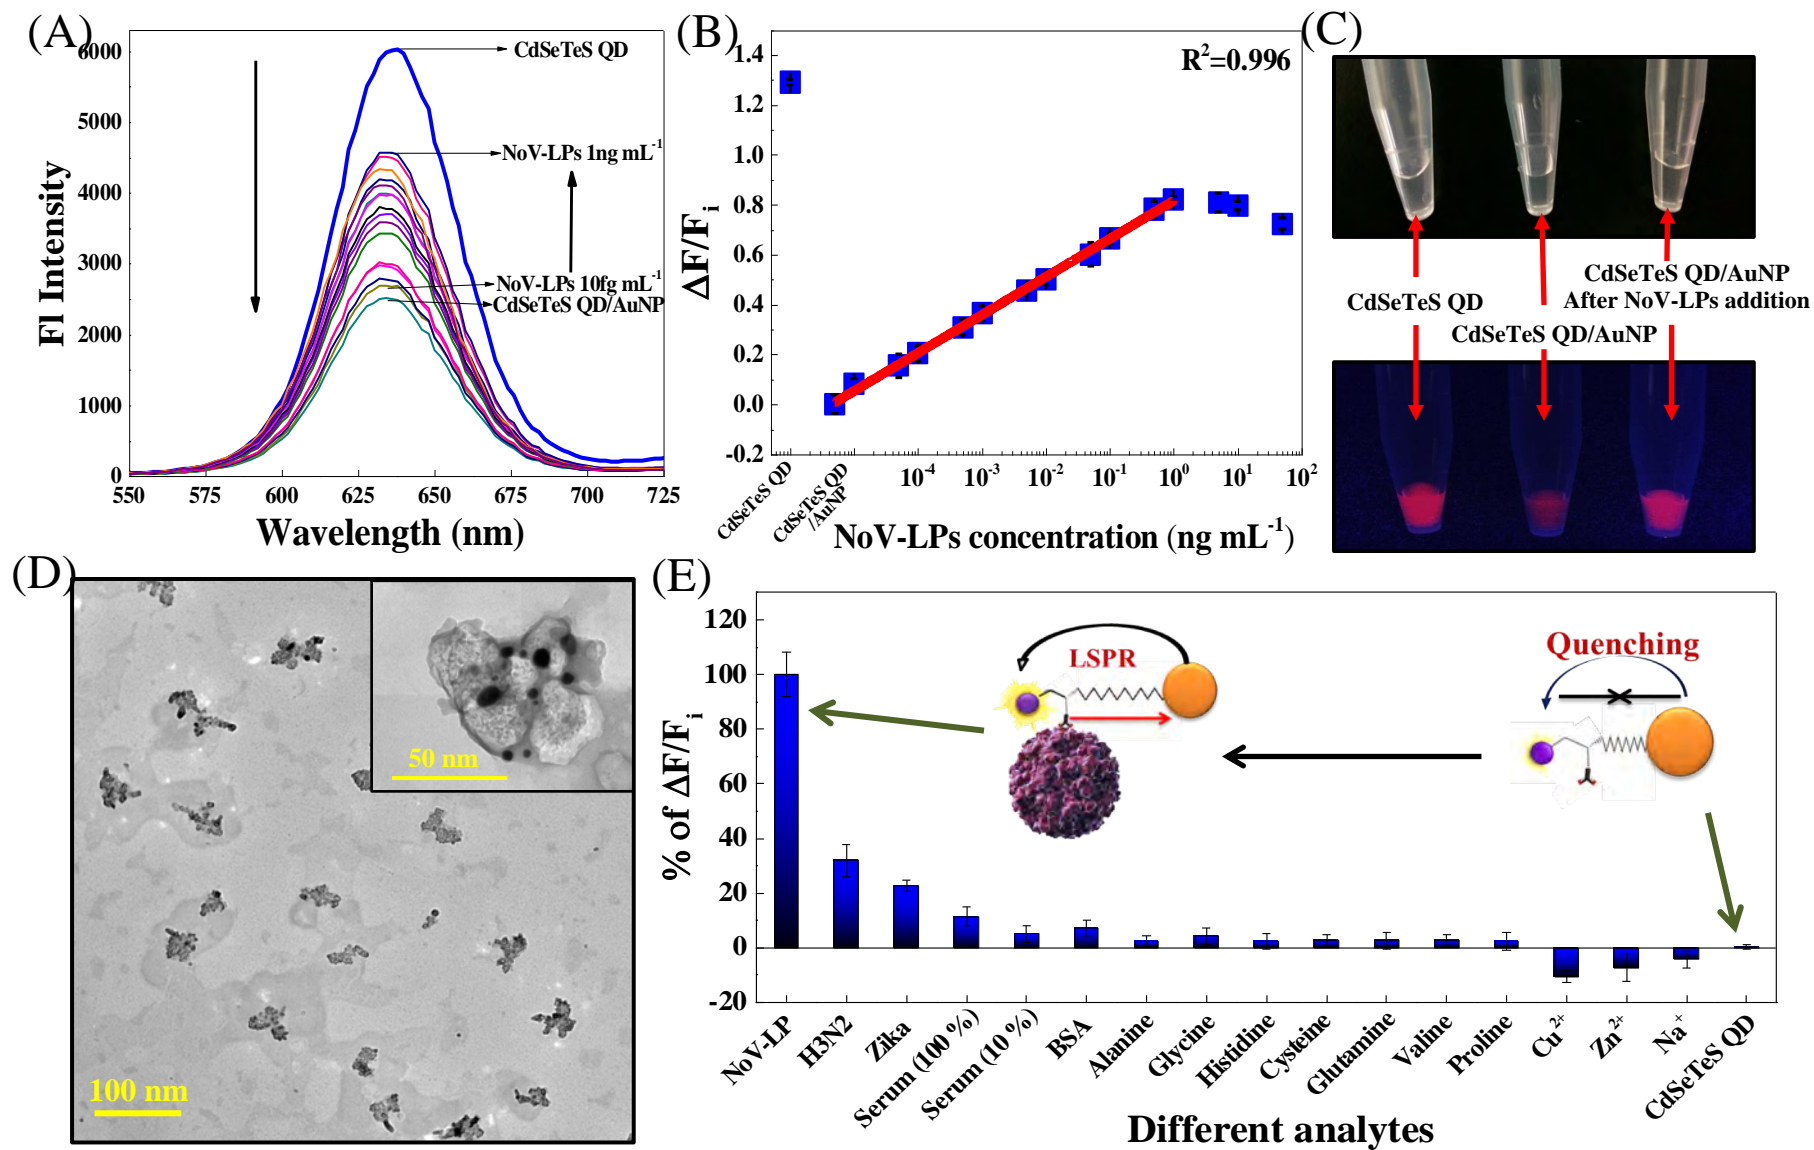 (A)
6000
5000
4000
3000
2000
1000
0
550 575 600 625 650 675 700 725
Fl Intensity
Wavelength (nm)
CdSeTeS QD
NoV-LPs 1ng mL⁻¹
NoV-LPs 10fg mL⁻¹
CdSeTeS QD/AuNP
(B)
R²=0.996
1.4
1.2
1.0
0.8
0.6
0.4
0.2
0.0
-0.2
ΔF/Fᵢ
CdSeTeS QD
CdSeTeS QD
/AuNP
10⁻⁴ 10⁻³ 10⁻² 10⁻¹ 10⁰ 10¹ 10²
NoV-LPs concentration (ng mL⁻¹)
(C)
CdSeTeS QD
CdSeTeS QD/AuNP
CdSeTeS QD/AuNP
After NoV-LPs addition
(D)
50 nm
100 nm
(E)
120
100
80
60
40
20
0
-20
% of ΔF/Fᵢ
LSPR
Quenching
NoV-LP
H3N2
Zika
Serum (100 %)
Serum (10 %)
BSA
Alanine
Glycine
Histidine
Cysteine
Glutamine
Valine
Proline
Cu²⁺
Zn²⁺
Na⁺
CdSeTeS QD
Different analytes